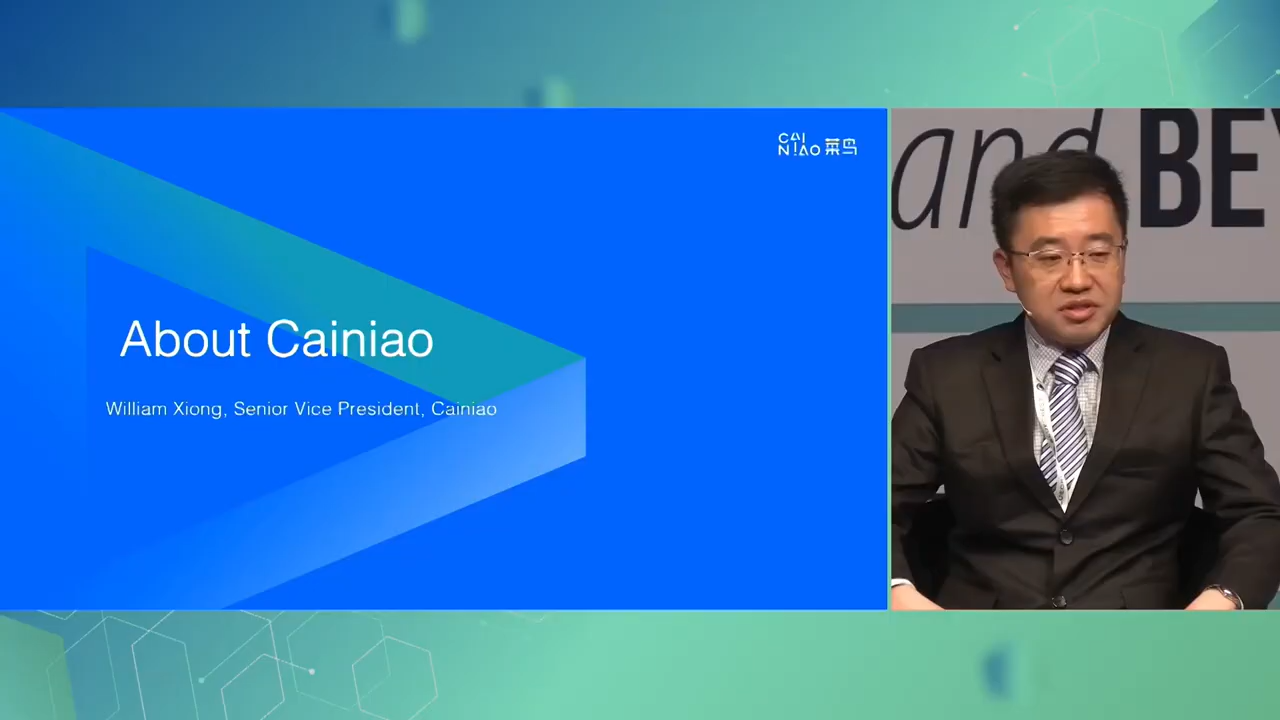 CAI
NIAO 菜鸟
About Cainiao
William Xiong, Senior Vice President, Cainiao
and BEY